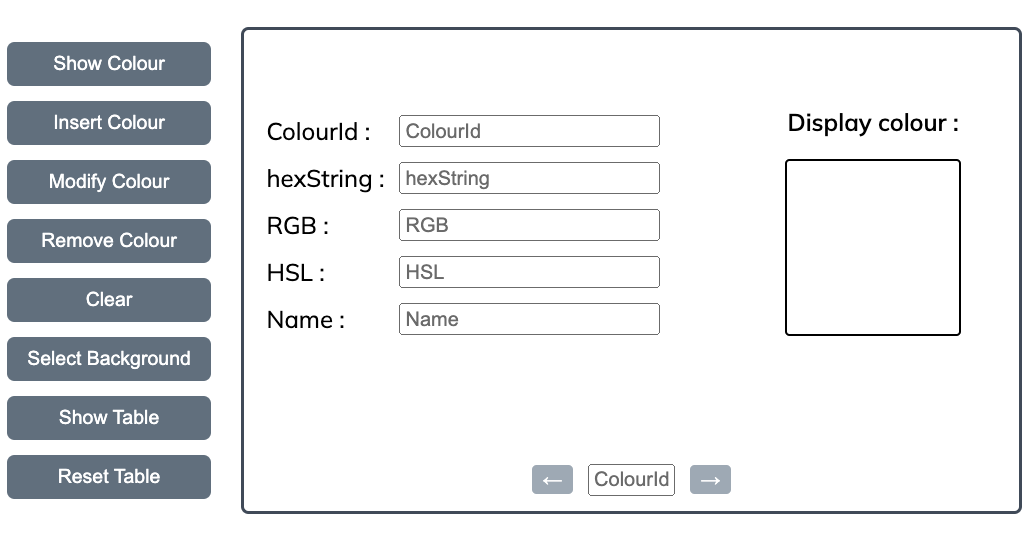 Show Colour
Insert Colour
Modify Colour
Remove Colour
Clear
Select Background
Show Table
Reset Table
ColourId : ColourId
hexString : hexString
RGB : RGB
HSL : HSL
Name : Name
Display colour :
← ColourId →